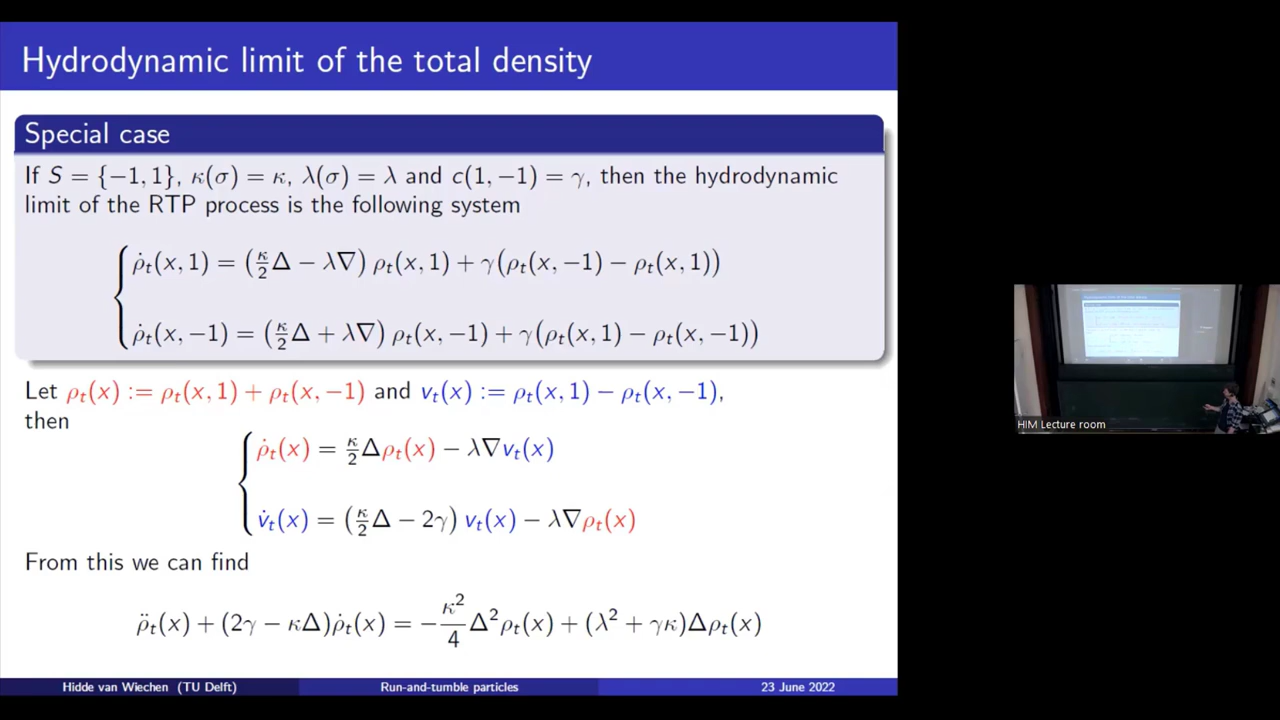 Hydrodynamic limit of the total density
Special case
If S = {−1, 1}, κ(σ) = κ, λ(σ) = λ and c(1, −1) = γ, then the hydrodynamic
limit of the RTP process is the following system
ρ̇ₜ(x, 1) = (κ/2 Δ − λ∇) ρₜ(x, 1) + γ(ρₜ(x, −1) − ρₜ(x, 1))
ρ̇ₜ(x, −1) = (κ/2 Δ + λ∇) ρₜ(x, −1) + γ(ρₜ(x, 1) − ρₜ(x, −1))
Let ρₜ(x) := ρₜ(x, 1) + ρₜ(x, −1) and vₜ(x) := ρₜ(x, 1) − ρₜ(x, −1),
then
ρ̇ₜ(x) = κ/2 Δρₜ(x) − λ∇vₜ(x)
v̇ₜ(x) = (κ/2 Δ − 2γ) vₜ(x) − λ∇ρₜ(x)
From this we can find
ρ̈ₜ(x) + (2γ − κΔ)ρ̇ₜ(x) = −κ²/4 Δ²ρₜ(x) + (λ² + γκ)Δρₜ(x)
Hidde van Wiechen (TU Delft) Run-and-tumble particles 23 June 2022
HIM Lecture room